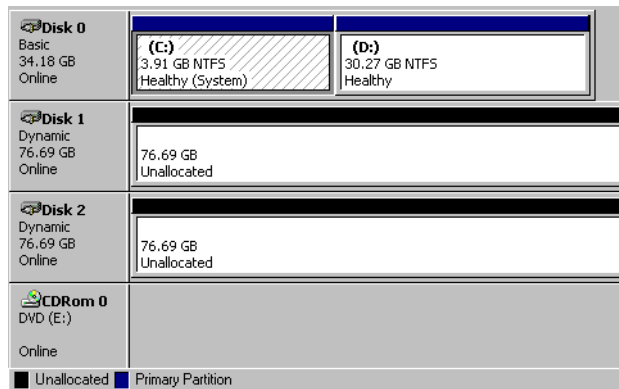 Disk 0
Basic
34.18 GB
Online
(C:)
3.91 GB NTFS
Healthy (System)
(D:)
30.27 GB NTFS
Healthy
Disk 1
Dynamic
76.69 GB
Online
76.69 GB
Unallocated
Disk 2
Dynamic
76.69 GB
Online
76.69 GB
Unallocated
CDRom 0
DVD (E:)
Online
Unallocated Primary Partition